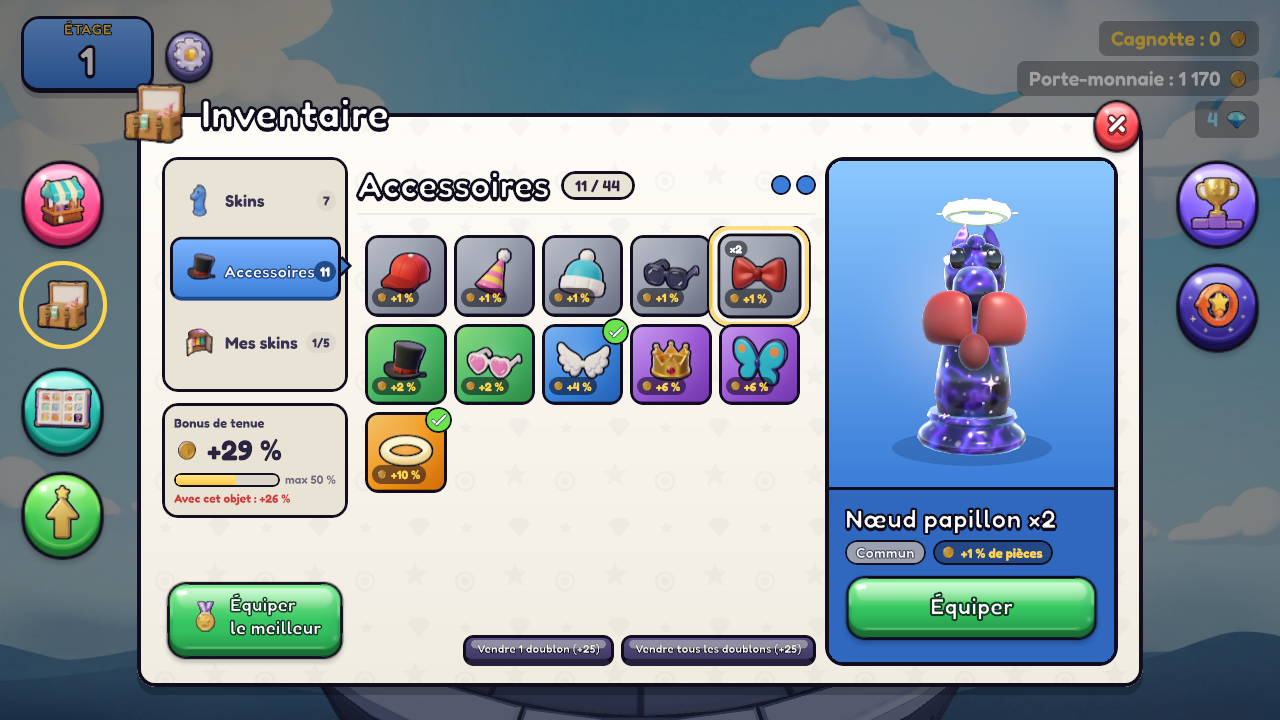 ÉTAGE
1
Cagnotte : 0
Porte-monnaie : 1 170
4
Inventaire
Skins
7
Accessoires
11
Mes skins
1/5
Bonus de tenue
+29 %
max 50 %
Avec cet objet : +26 %
Équiper
le meilleur
Accessoires
11 / 44
+1 %
+1 %
+1 %
+1 %
x2
+1 %
+2 %
+2 %
+4 %
+6 %
+6 %
+10 %
Vendre 1 doublon (+25)
Vendre tous les doublons (+25)
Nœud papillon x2
Commun
+1 % de pièces
Équiper